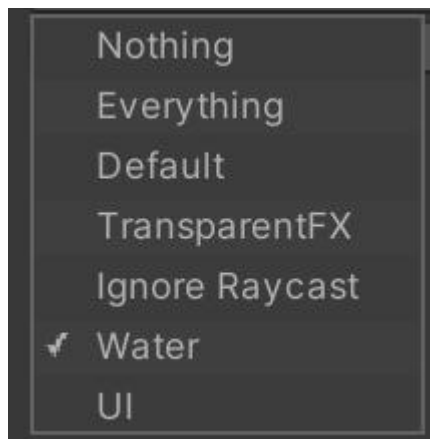 Nothing
Everything
Default
TransparentFX
Ignore Raycast
Water
UI